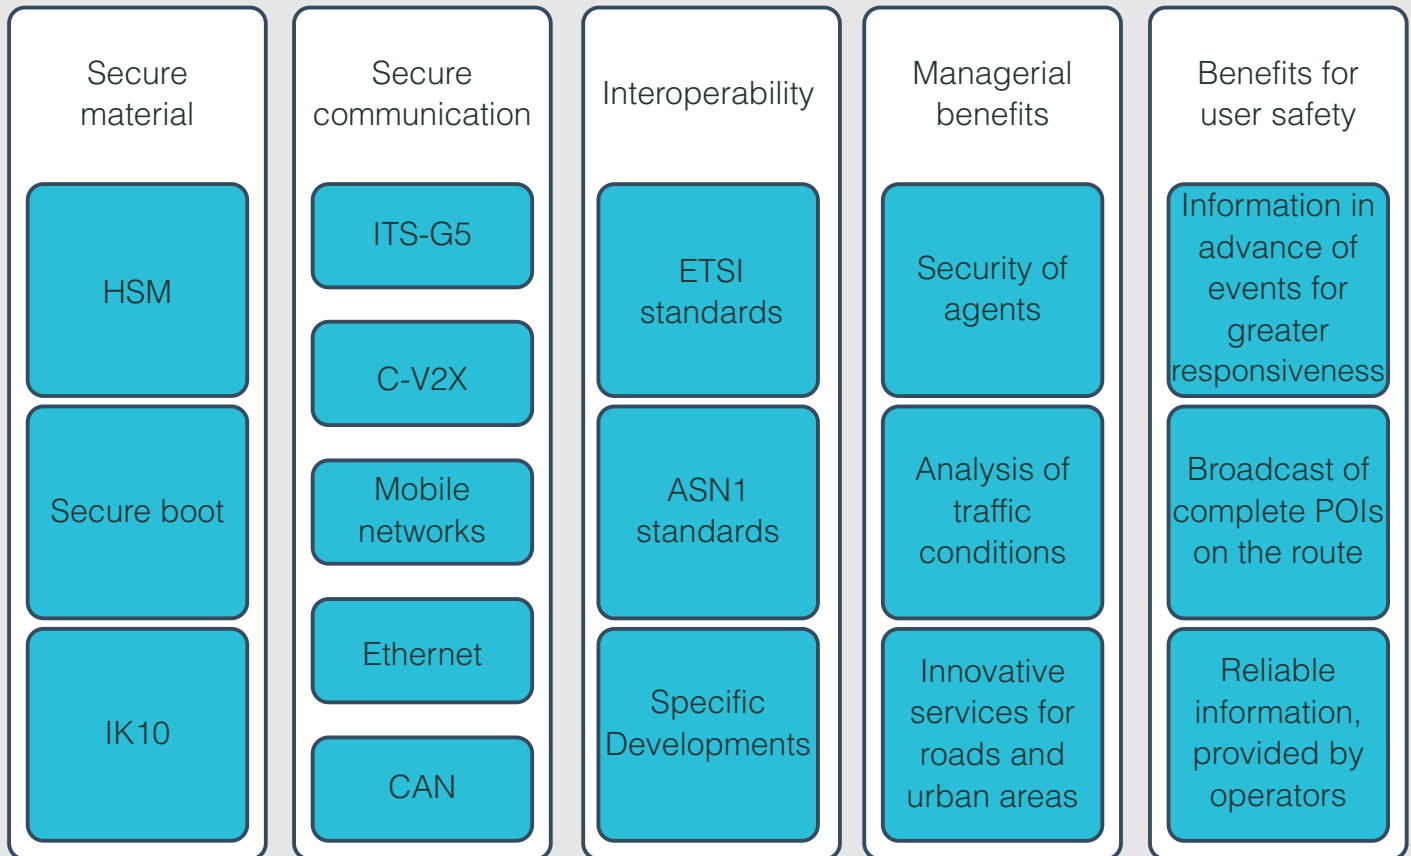 Secure
material
HSM
Secure boot
IK10
Secure
communication
ITS-G5
C-V2X
Mobile
networks
Ethernet
CAN
Interoperability
ETSI
standards
ASN1
standards
Specific
Developments
Managerial
benefits
Security of
agents
Analysis of
traffic
conditions
Innovative
services for
roads and
urban areas
Benefits for
user safety
Information in
advance of
events for
greater
responsiveness
Broadcast of
complete POIs
on the route
Reliable
information,
provided by
operators